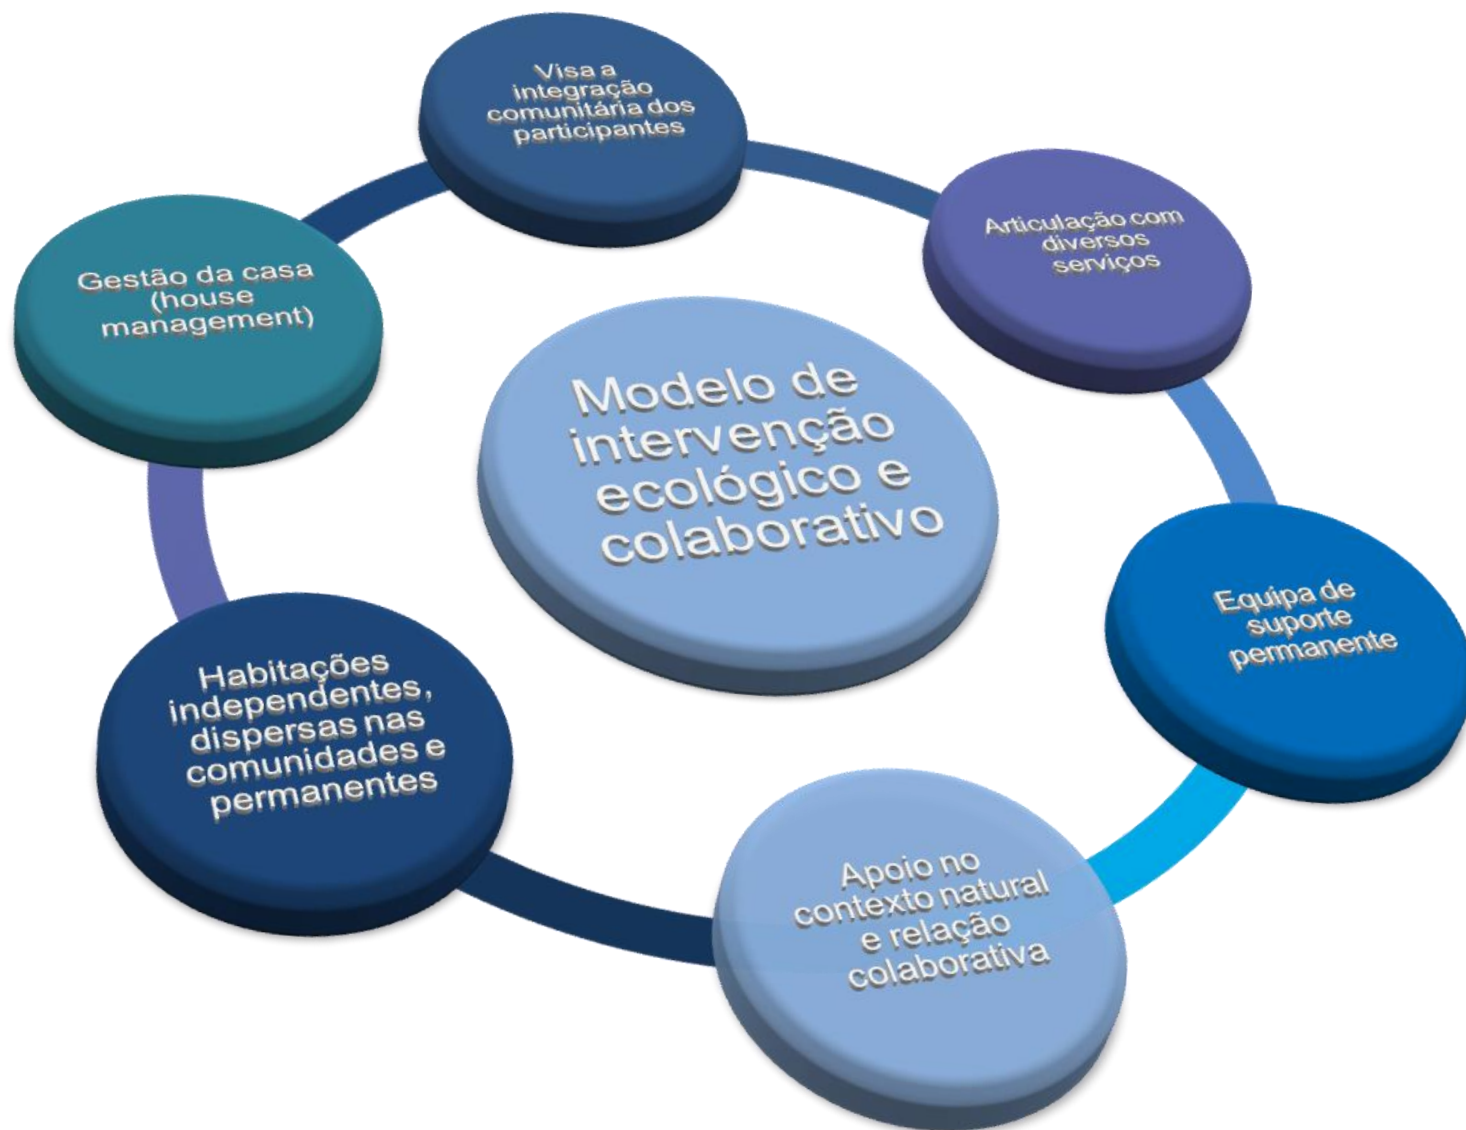 Visa a
integração
comunitária dos
participantes
Articulação com
diversos
serviços
Gestão da casa
(house
management)
Modelo de
intervenção
ecológico e
colaborativo
Equipa de
suporte
permanente
Habitações
independentes,
dispersas nas
comunidades e
permanentes
Apoio no
contexto natural
e relação
colaborativa